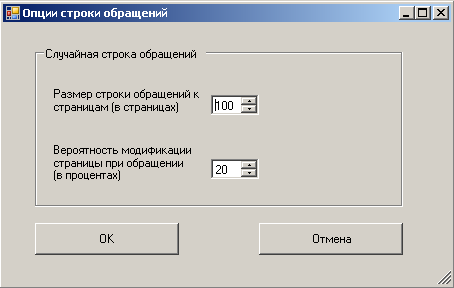 Опции строки обращений
Случайная строка обращений
Размер строки обращений к
страницам (в страницах)
100
Вероятность модификации
страницы при обращении
(в процентах)
20
OK
Отмена